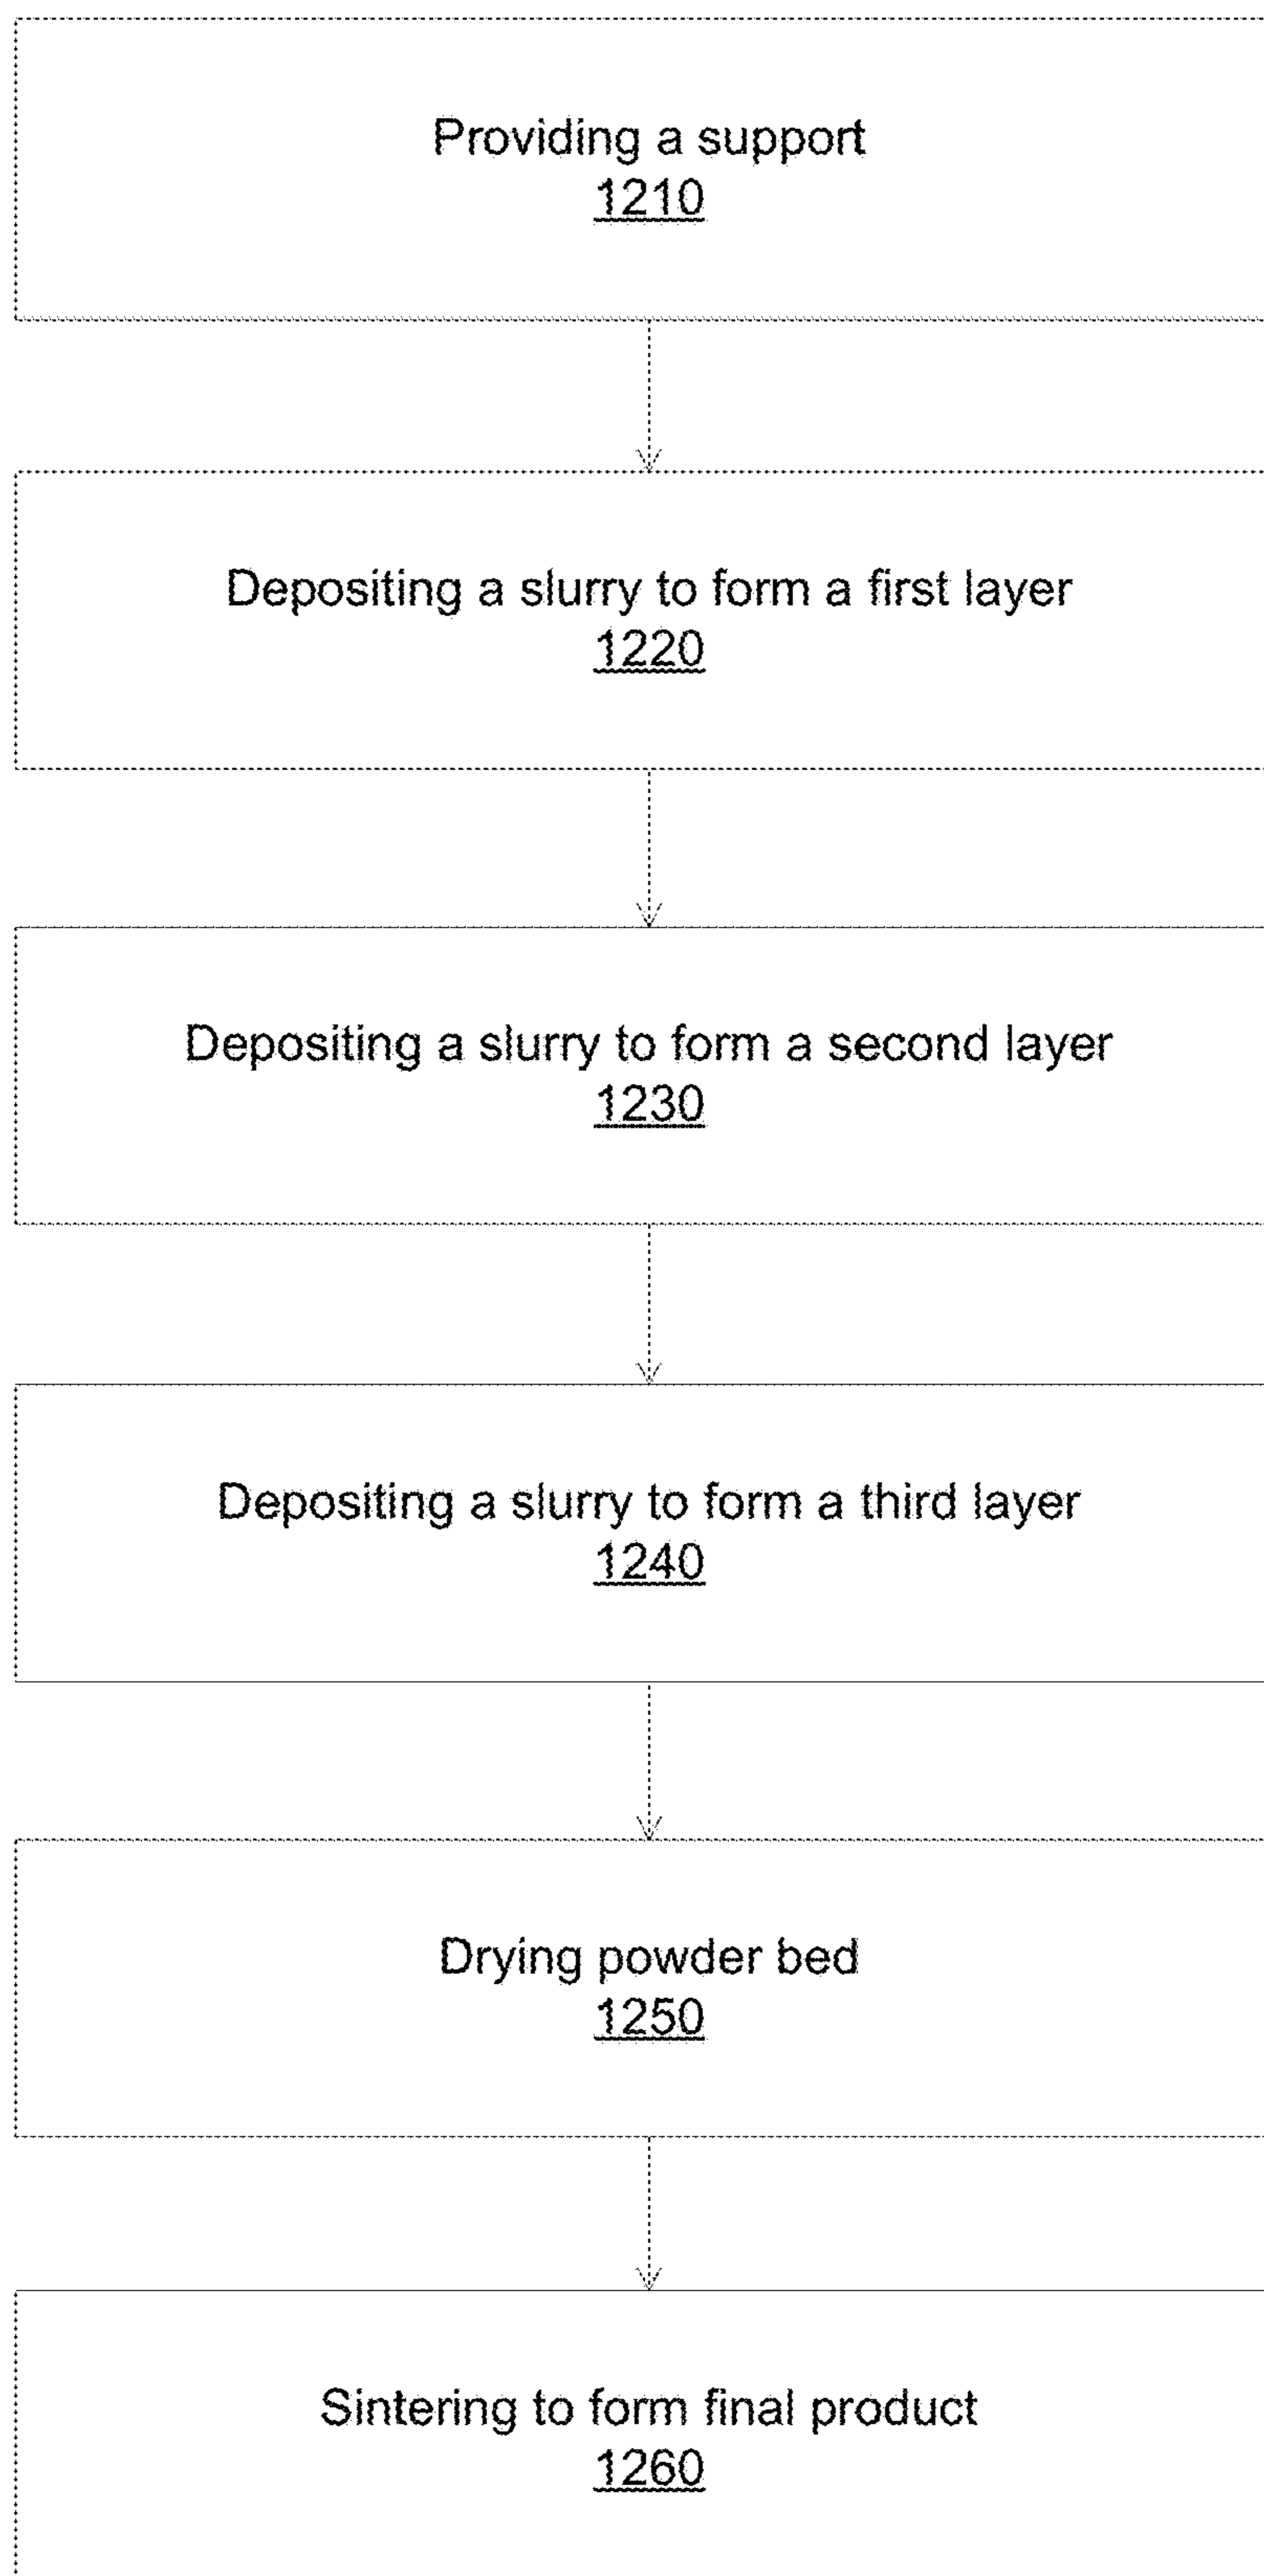 Providing a support
1210
Depositing a slurry to form a first layer
1220
Depositing a slurry to form a second layer
1230
Depositing a slurry to form a third layer
1240
Drying powder bed
1250
Sintering to form final product
1260